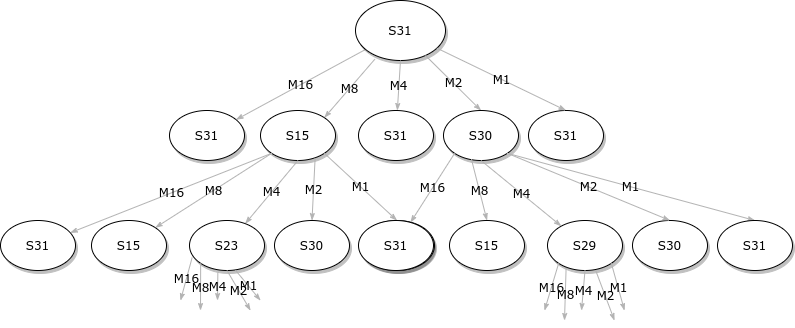 S31
M16 M8 M4 M2 M1
S31 S15 S31 S30 S31
M16 M8 M4 M2 M1 M16 M8 M4 M2 M1
S31 S15 S23 S30 S31 S15 S29 S30 S31
M16 M8 M4 M2 M1 M16 M8 M4 M2 M1